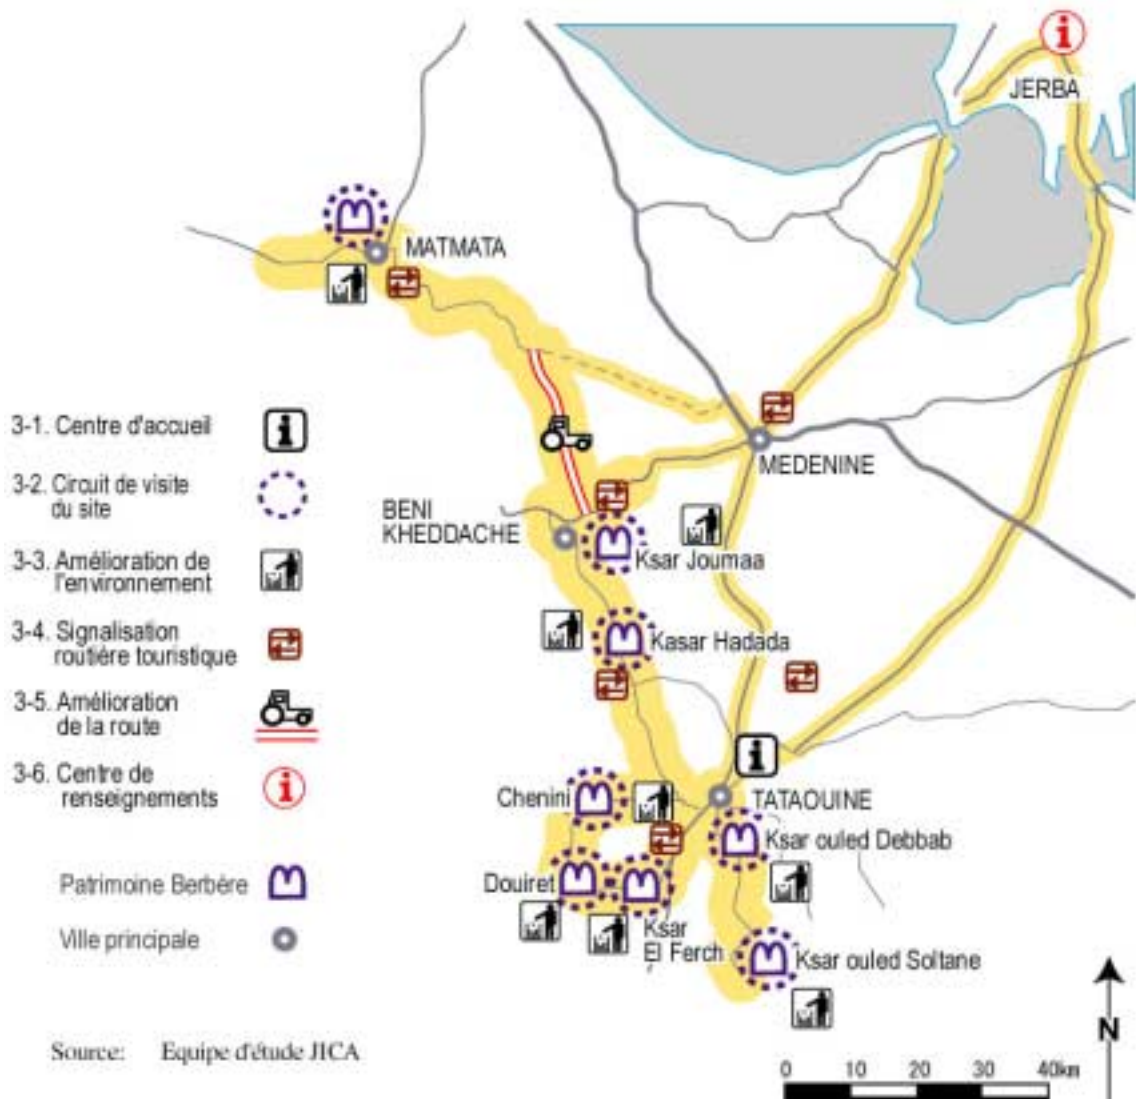 JERBA
MATMATA
MEDENINE
BENI
KHEDDACHE
Ksar Joumaa
Kasar Hadada
Chenini
TATAOUINE
Ksar ouled Debbab
Douiret
Ksar
El Ferch
Ksar ouled Soltane
3-1. Centre d'accueil
3-2. Circuit de visite
du site
3-3. Amélioration de
l'environnement
3-4. Signalisation
routière touristique
3-5. Amélioration
de la route
3-6. Centre de
renseignements
Patrimoine Berbère
Ville principale
Source: Equipe d'étude JICA
N
0 10 20 30 40km